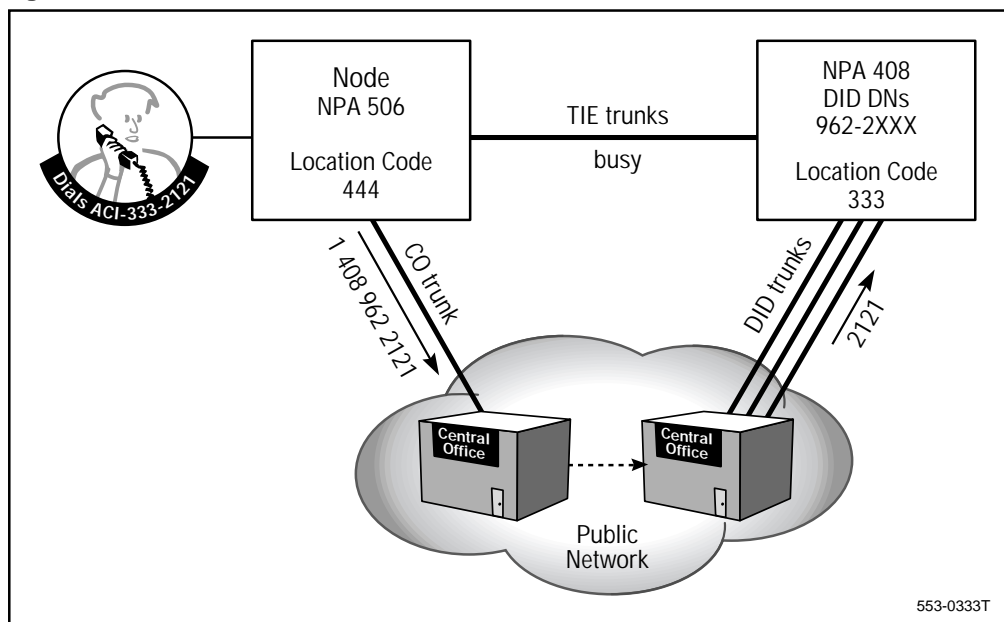 Node
NPA 506
Location Code
444
TIE trunks
busy
NPA 408
DID DNs
962-2XXX
Location Code
333
Dials ACI-333-2121
1 408 962 2121
CO trunk
DID trunks
2121
Central
Office
Central
Office
Public
Network
553-0333T